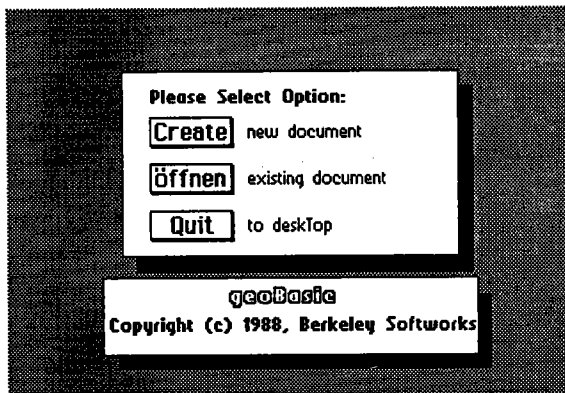 Please Select Option:
Create new document
Öffnen existing document
Quit to deskTop
geoBasic
Copyright (c) 1988, Berkeley Softworks